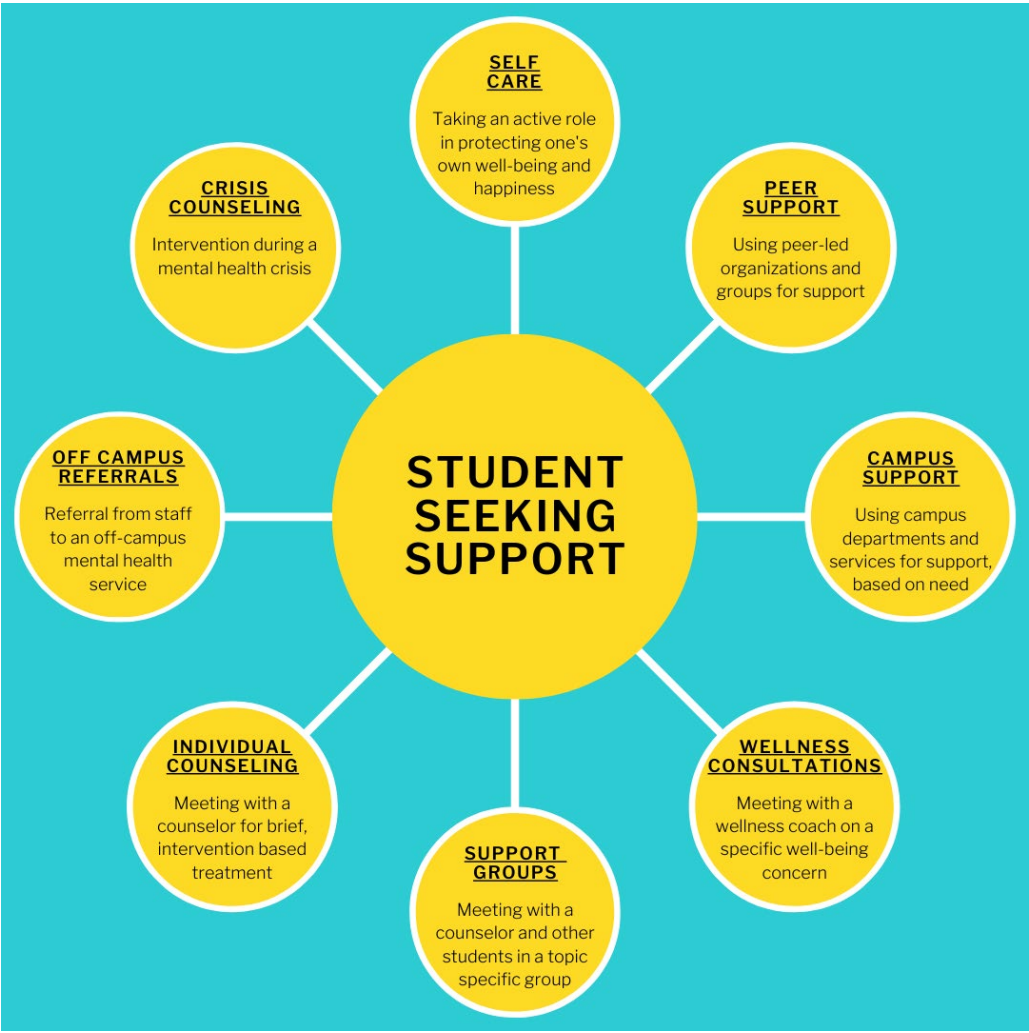 SELF
CARE
Taking an active role
in protecting one's
own well-being and
happiness
PEER
SUPPORT
Using peer-led
organizations and
groups for support
CAMPUS
SUPPORT
Using campus
departments and
services for support,
based on need
WELLNESS
CONSULTATIONS
Meeting with a
wellness coach on a
specific well-being
concern
SUPPORT
GROUPS
Meeting with a
counselor and other
students in a topic
specific group
INDIVIDUAL
COUNSELING
Meeting with a
counselor for brief,
intervention based
treatment
OFF CAMPUS
REFERRALS
Referral from staff
to an off-campus
mental health
service
CRISIS
COUNSELING
Intervention during a
mental health crisis
STUDENT
SEEKING
SUPPORT